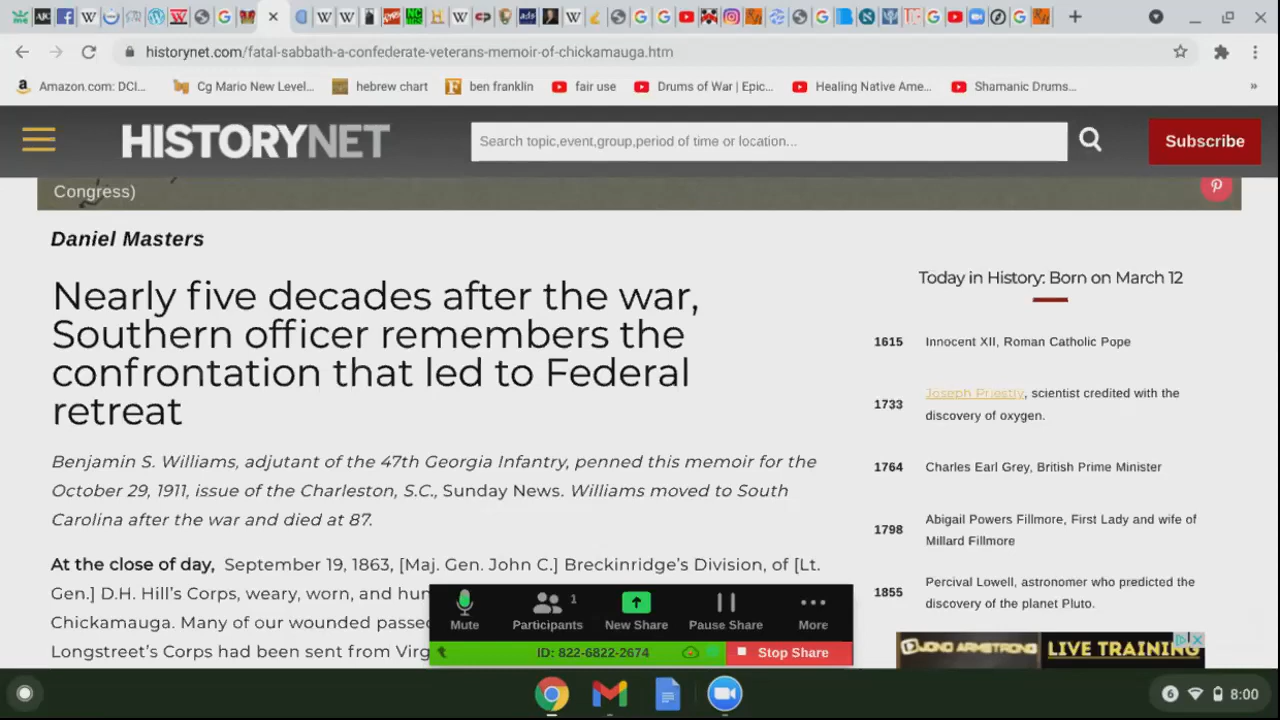 historynet.com/fatal-sabbath-a-confederate-veterans-memoir-of-chickamauga.htm
Amazon.com: DCI...
Cg Mario New Level...
hebrew chart
ben franklin
fair use
Drums of War | Epic...
Healing Native Ame...
Shamanic Drums...
»
HISTORYNET
Search topic,event,group,period of time or location...
Subscribe
Congress)
Daniel Masters
Nearly five decades after the war,
Southern officer remembers the
confrontation that led to Federal
retreat
Benjamin S. Williams, adjutant of the 47th Georgia Infantry, penned this memoir for the
October 29, 1911, issue of the Charleston, S.C., Sunday News. Williams moved to South
Carolina after the war and died at 87.
At the close of day, September 19, 1863, [Maj. Gen. John C.] Breckinridge's Division, of [Lt.
Gen.] D.H. Hill's Corps, weary, worn, and
Chickamauga. Many of our wounded
Longstreet's Corps had been sent from
Today in History: Born on March 12
1615 Innocent XII, Roman Catholic Pope
1733 Joseph Priestly, scientist credited with the
discovery of oxygen.
1764 Charles Earl Grey, British Prime Minister
1798 Abigail Powers Fillmore, First Lady and wife of
Millard Fillmore
1855 Percival Lowell, astronomer who predicted the
discovery of the planet Pluto.
JONO ARMSTRONG LIVE TRAINING
Mute
Participants 1
New Share
Pause Share
More
ID: 822-6822-2674
Stop Share
6 8:00